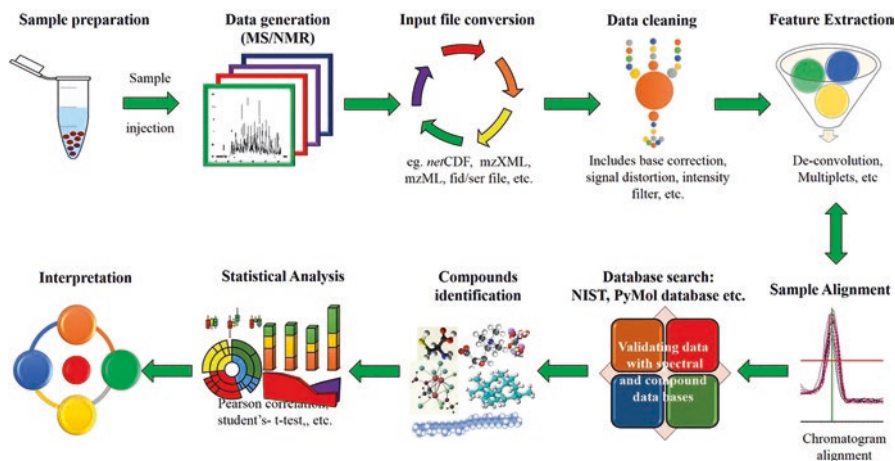 Sample preparation
Sample
injection
Data generation
(MS/NMR)
Input file conversion
eg. netCDF, mzXML,
mzML, fid/ser file, etc.
Data cleaning
Includes base correction,
signal distortion, intensity
filter, etc.
Feature Extraction
De-convolution,
Multiplets, etc
Sample Alignment
Chromatogram
alignment
Database search:
NIST, PyMol database etc.
Validating data
with spectral
and compound
data bases
Compounds
identification
Statistical Analysis
Pearson correlation,
student's- t-test,, etc.
Interpretation